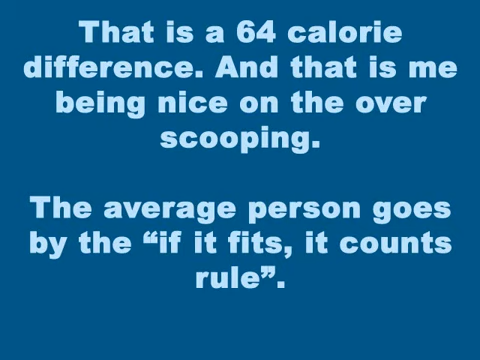 That is a 64 calorie
difference. And that is me
being nice on the over
scooping.
The average person goes
by the “if it fits, it counts
rule”.